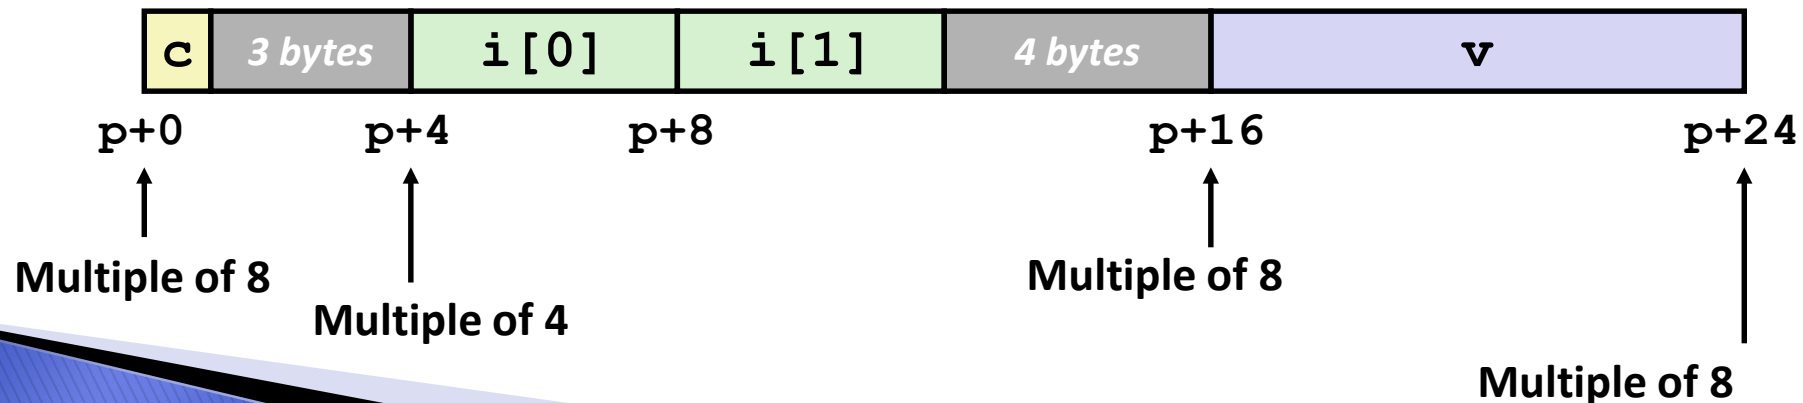 c 3 bytes i[0] i[1] 4 bytes v
p+0 p+4 p+8 p+16 p+24
Multiple of 8 Multiple of 8
Multiple of 4
Multiple of 8